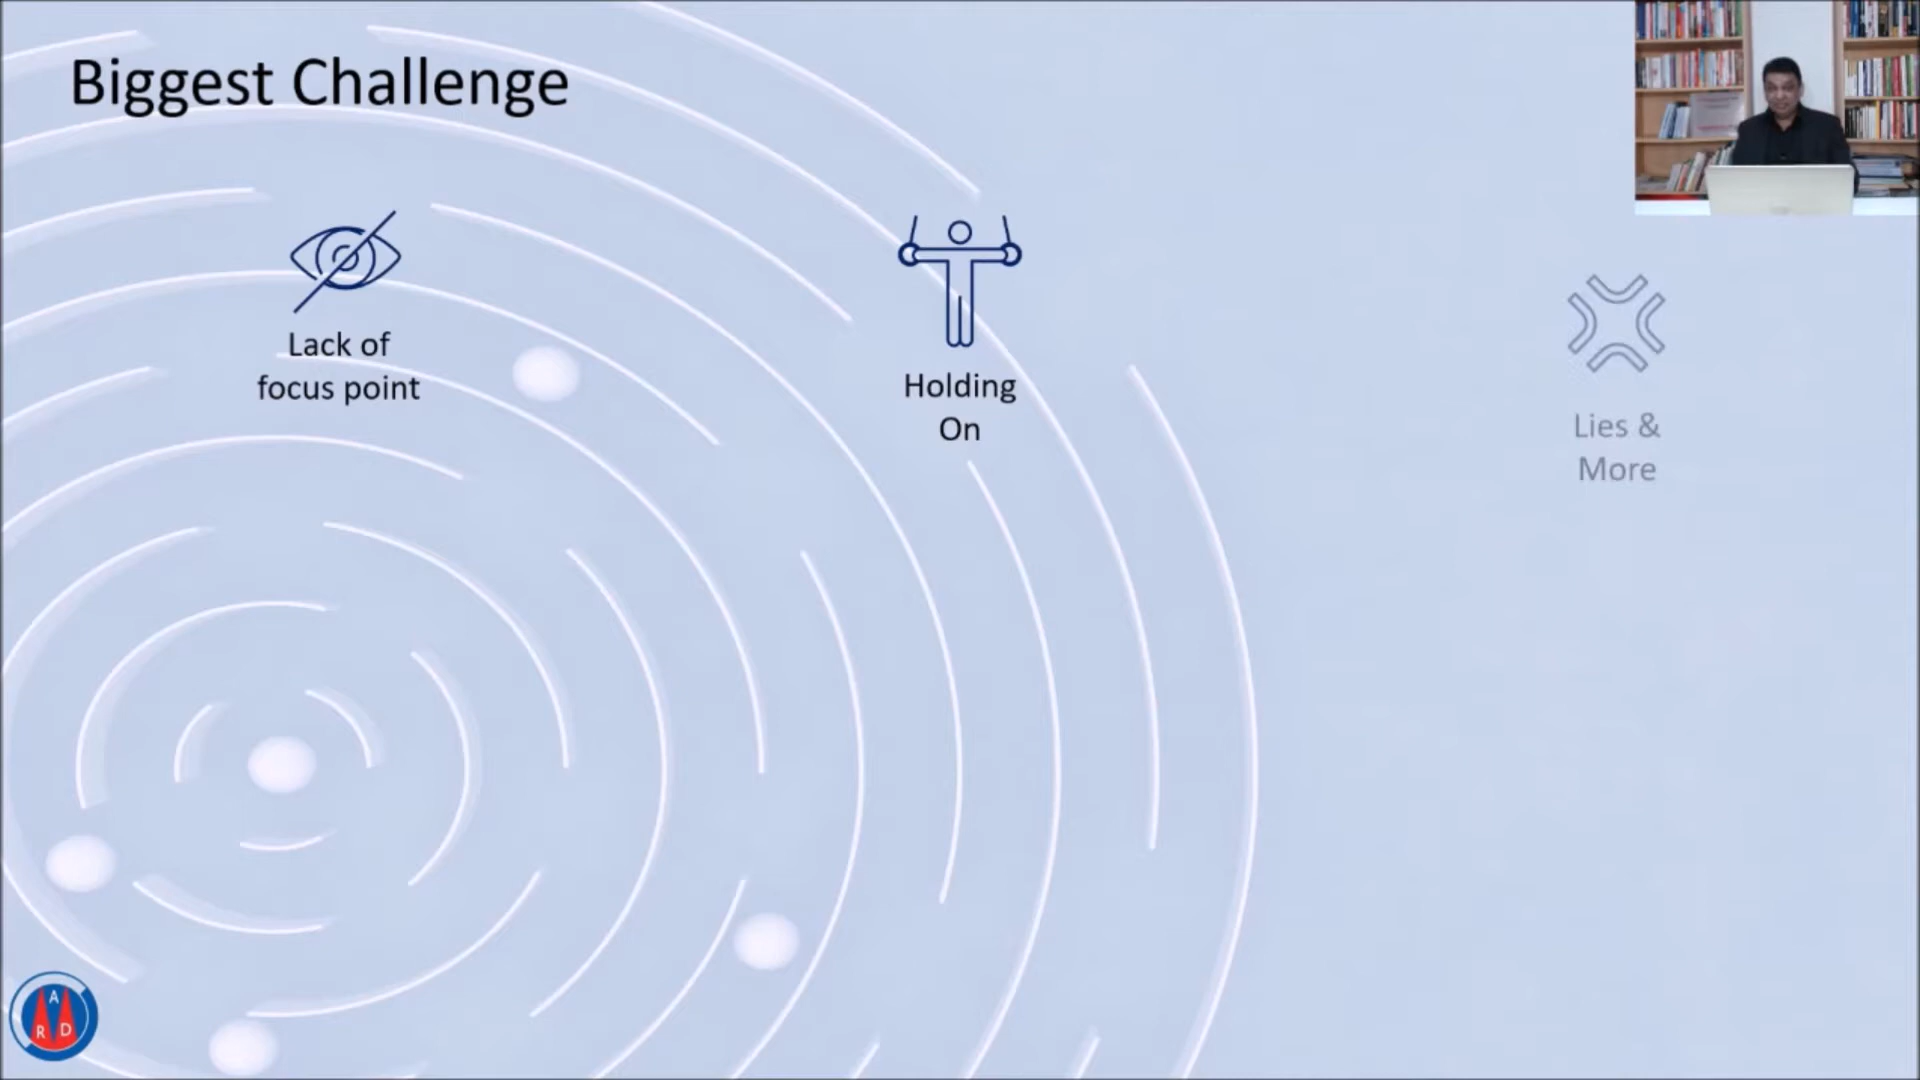 Biggest Challenge
Lack of
focus point
Holding
On
Lies &
More
A
R D